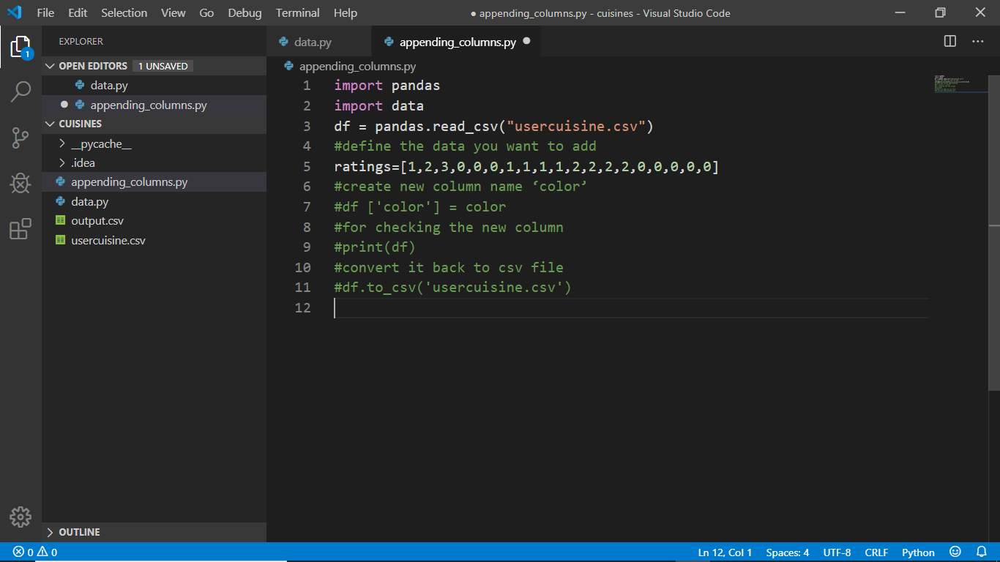 File Edit Selection View Go Debug Terminal Help
● appending_columns.py - cuisines - Visual Studio Code
EXPLORER
data.py
appending_columns.py
OPEN EDITORS 1 UNSAVED
data.py
appending_columns.py
CUISINES
__pycache__
.idea
appending_columns.py
data.py
output.csv
usercuisine.csv
OUTLINE
1
appending_columns.py
1 import pandas
2 import data
3 df = pandas.read_csv("usercuisine.csv")
4 #define the data you want to add
5 ratings=[1,2,3,0,0,0,1,1,1,1,2,2,2,2,0,0,0,0,0]
6 #create new column name ‘color’
7 #df ['color'] = color
8 #for checking the new column
9 #print(df)
10 #convert it back to csv file
11 #df.to_csv('usercuisine.csv')
12
0 0
Ln 12, Col 1 Spaces: 4 UTF-8 CRLF Python